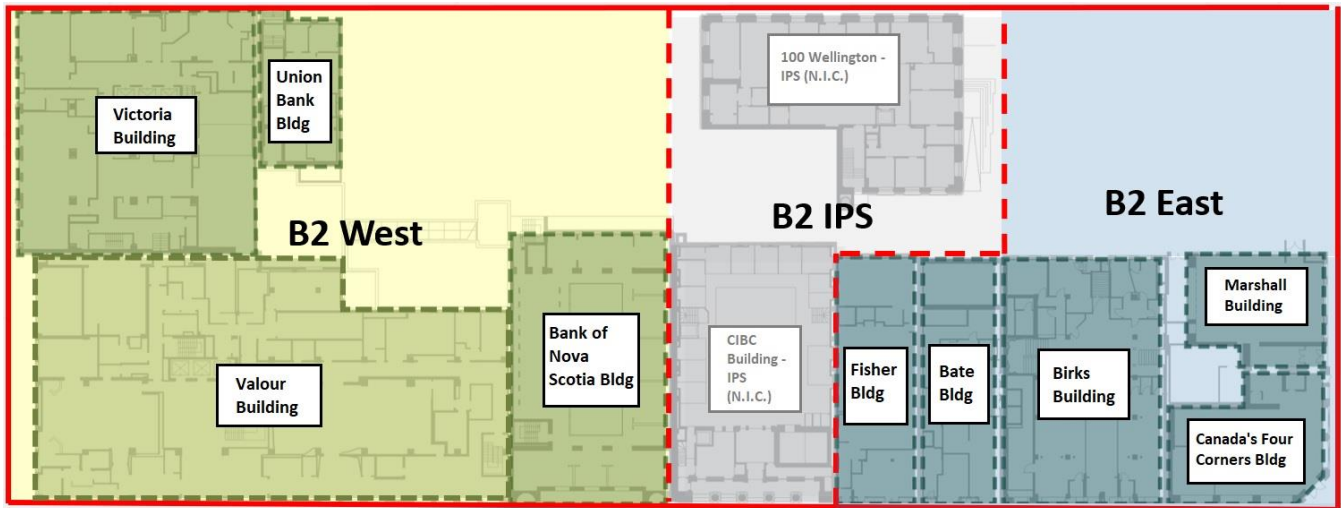 Victoria
Building
Union
Bank
Bldg
100 Wellington -
IPS (N.I.C.)
B2 West
B2 IPS
B2 East
Valour
Building
Bank of
Nova
Scotia Bldg
CIBC
Building -
IPS
(N.I.C.)
Fisher
Bldg
Bate
Bldg
Birks
Building
Marshall
Building
Canada's Four
Corners Bldg